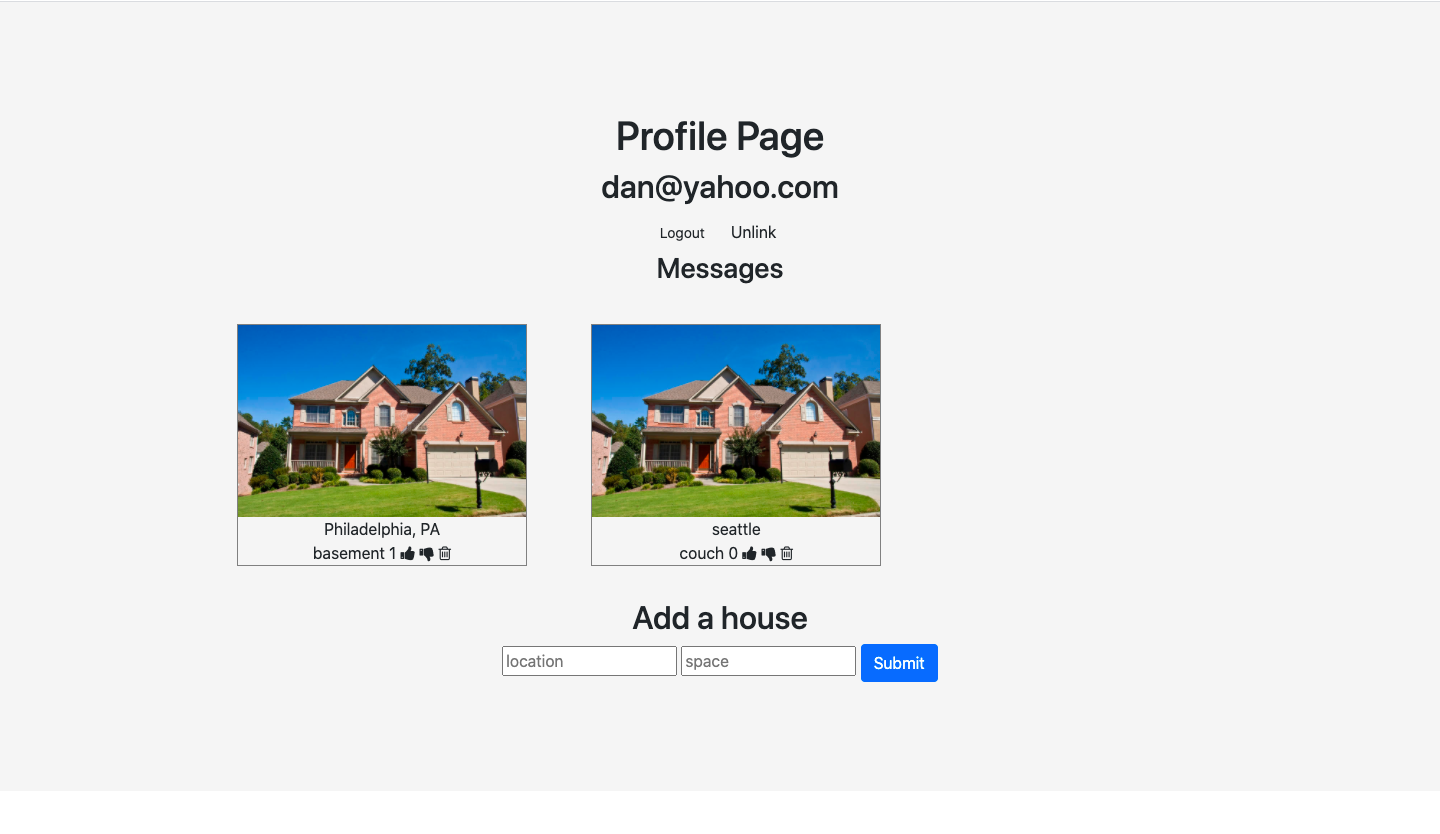 Profile Page
dan@yahoo.com
Logout Unlink
Messages
Philadelphia, PA
basement 1
seattle
couch 0
Add a house
location space Submit